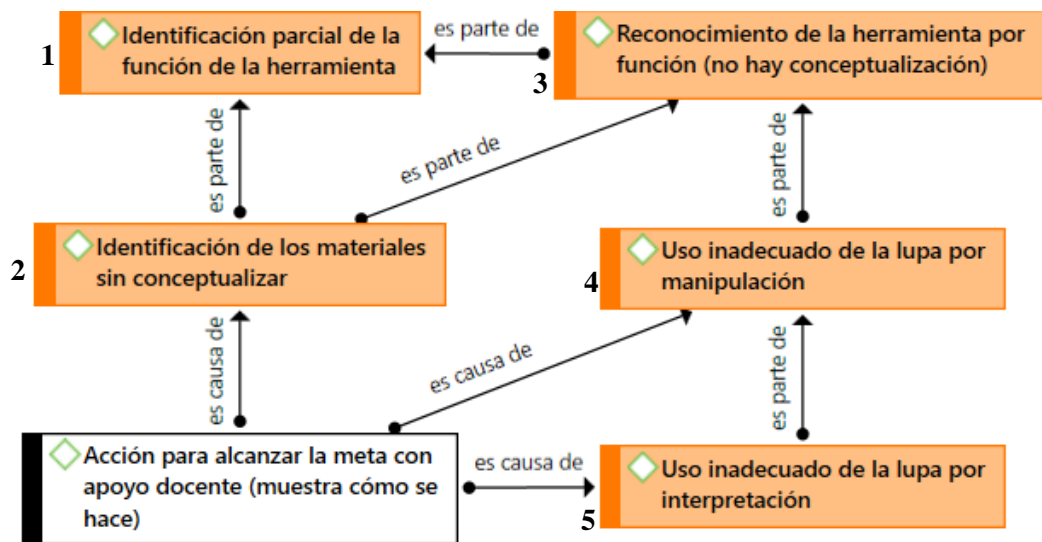 1
Identificación parcial de la
función de la herramienta
es parte de
3
Reconocimiento de la herramienta por
función (no hay conceptualización)
es parte de
es parte de
es parte de
2
Identificación de los materiales
sin conceptualizar
4
Uso inadecuado de la lupa por
manipulación
es causa de
es causa de
es parte de
Acción para alcanzar la meta con
apoyo docente (muestra cómo se
hace)
es causa de
5
Uso inadecuado de la lupa por
interpretación